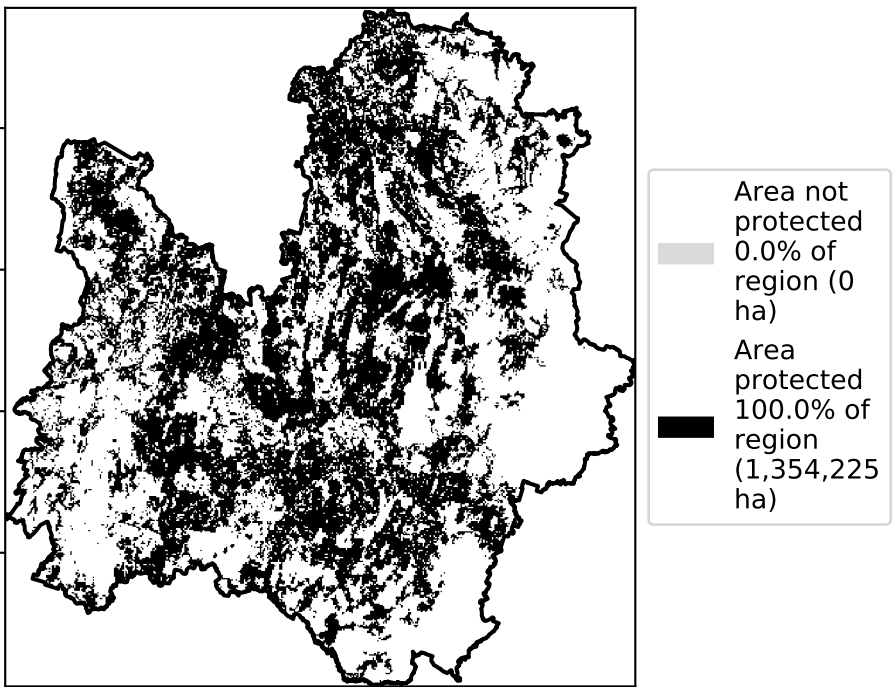 Area not
protected
0.0% of
region (0
ha)
Area
protected
100.0% of
region
(1,354,225
ha)